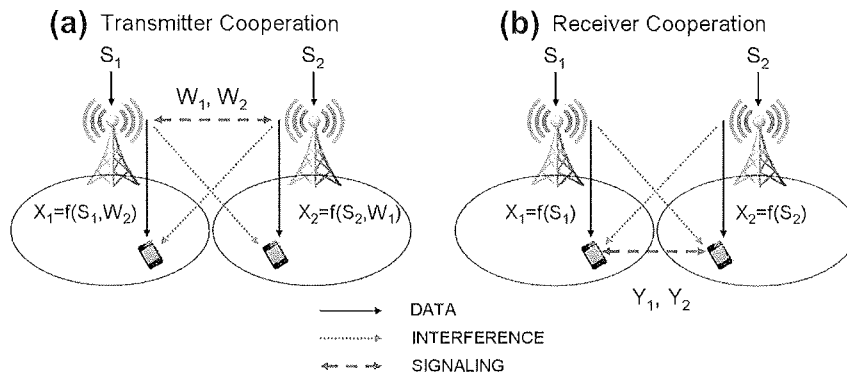 (a) Transmitter Cooperation
S₁
S₂
W₁, W₂
X₁=f(S₁,W₂)
X₂=f(S₂,W₁)
(b) Receiver Cooperation
S₁
S₂
X₁=f(S₁)
X₂=f(S₂)
Y₁, Y₂
DATA
INTERFERENCE
SIGNALING